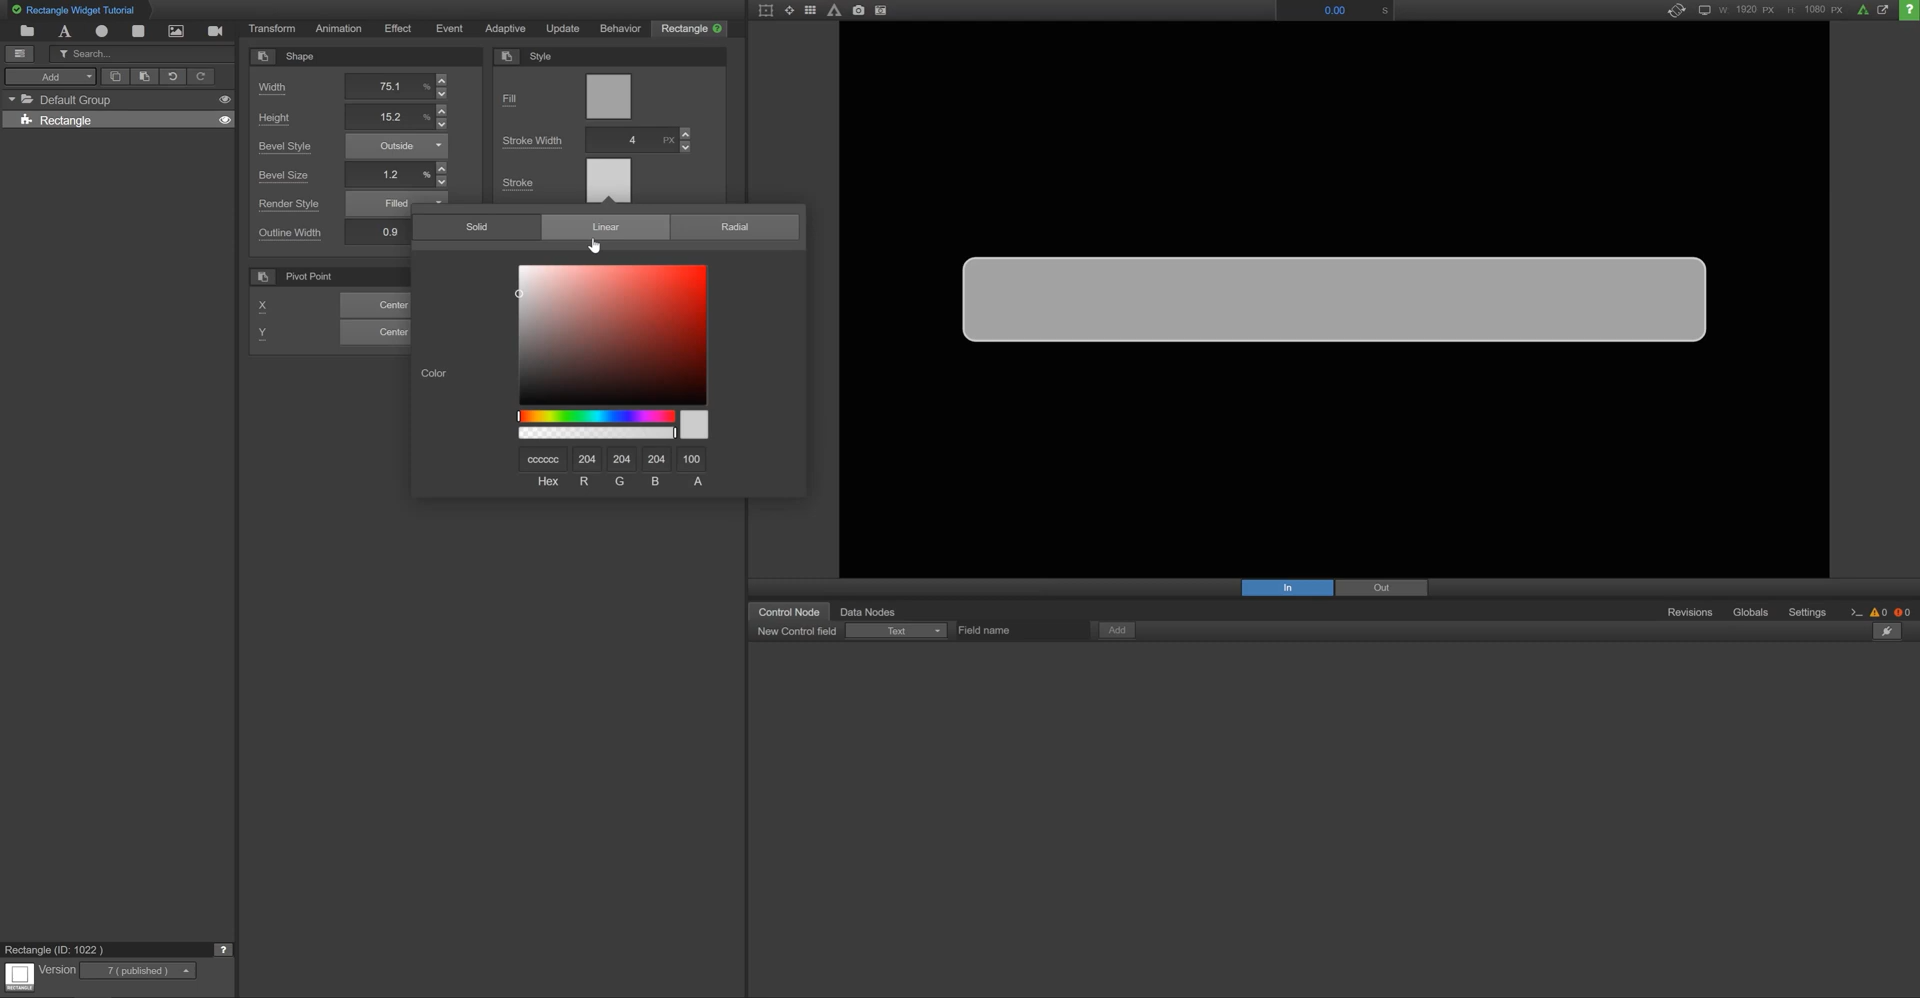 Rectangle Widget Tutorial
0.00 S
W: 1920 PX H: 1080 PX ?
Transform Animation Effect Event Adaptive Update Behavior Rectangle ?
Search...
Add
Default Group
Rectangle
Shape
Width 75.1 %
Height 15.2 %
Bevel Style Outside
Bevel Size 1.2 %
Render Style Filled
Outline Width 0.9
Pivot Point
X Center
Y Center
Style
Fill
Stroke Width 4 PX
Stroke
Solid Linear Radial
Color
cccccc 204 204 204 100
Hex R G B A
In Out
Control Node Data Nodes Revisions Globals Settings >_ 0 0
New Control field Text Field name Add
Rectangle (ID: 1022 ) ?
Version 7 ( published )
RECTANGLE